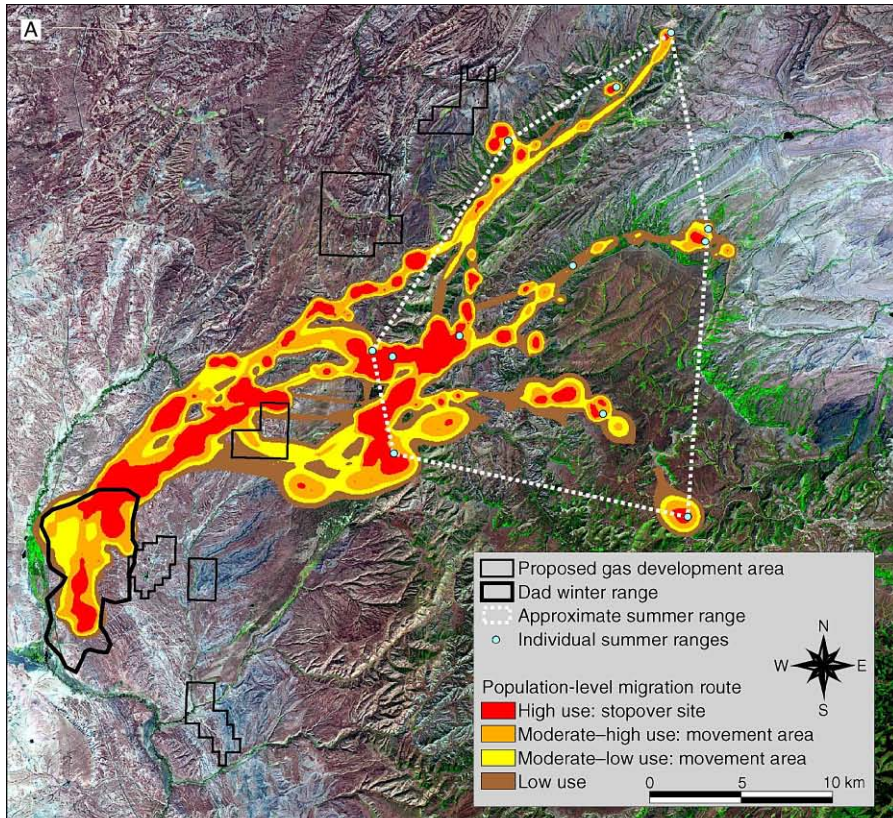 A
Proposed gas development area
Dad winter range
Approximate summer range
Individual summer ranges
N
W E
S
Population-level migration route
High use: stopover site
Moderate–high use: movement area
Moderate–low use: movement area
Low use
0 5 10 km